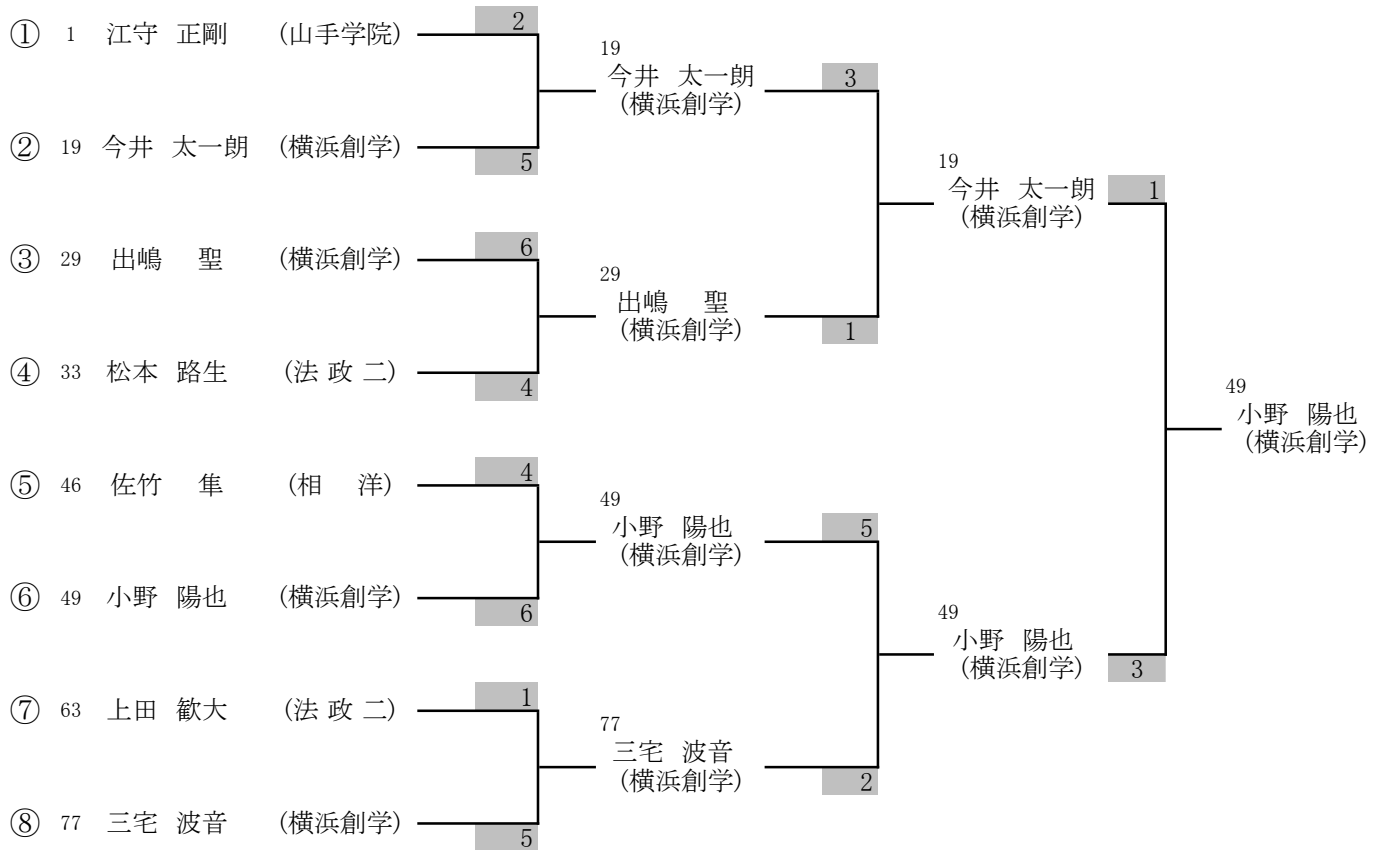 ① 1 江守 正剛 (山手学院) 2
19
今井 太一朗
(横浜創学) 3
② 19 今井 太一朗 (横浜創学) 5
19
今井 太一朗
(横浜創学) 1
③ 29 出嶋 聖 (横浜創学) 6
29
出嶋 聖
(横浜創学) 1
④ 33 松本 路生 (法 政 二) 4
49
小野 陽也
(横浜創学)
⑤ 46 佐竹 隼 (相 洋) 4
49
小野 陽也
(横浜創学) 5
⑥ 49 小野 陽也 (横浜創学) 6
49
小野 陽也
(横浜創学) 3
⑦ 63 上田 歓大 (法 政 二) 1
77
三宅 波音
(横浜創学) 2
⑧ 77 三宅 波音 (横浜創学) 5